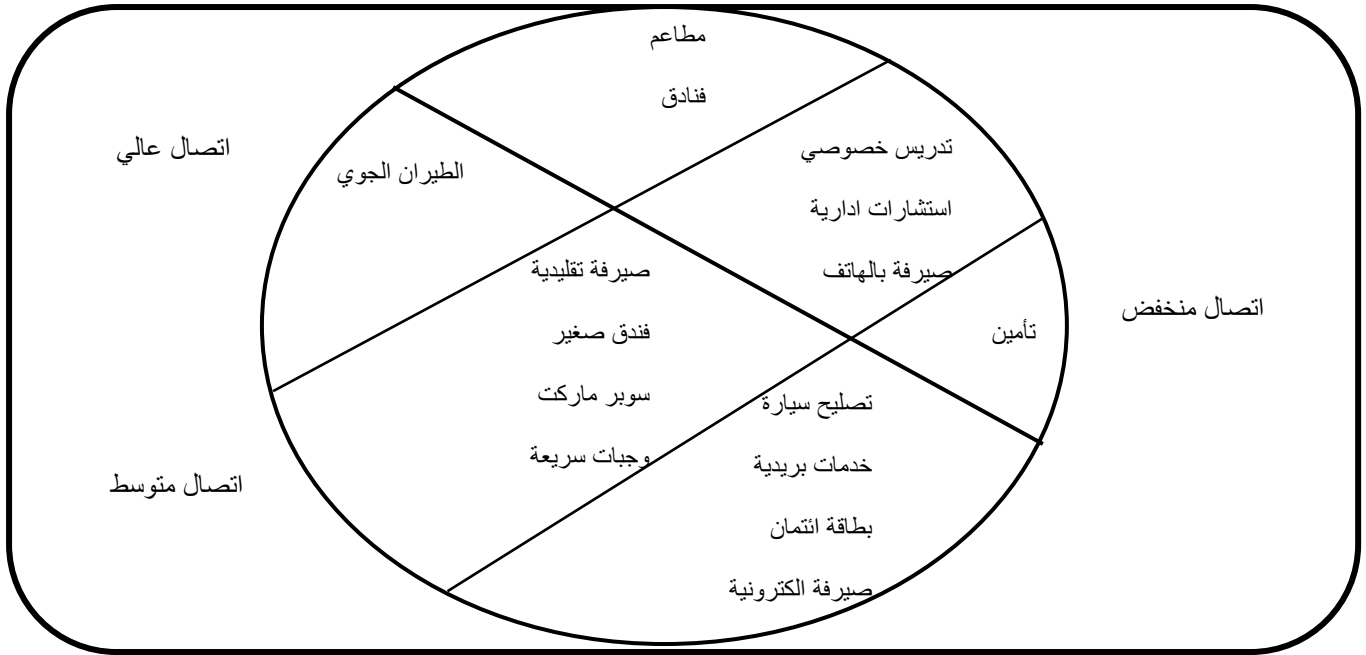 مطاعم
فنادق
اتصال عالي
الطيران الجوي
تدريس خصوصي
استشارات ادارية
صيرفة بالهاتف
صيرفة تقليدية
فندق صغير
سوبر ماركت
وجبات سريعة
اتصال منخفض
تأمين
تصليح سيارة
خدمات بريدية
بطاقة ائتمان
صيرفة الكترونية
اتصال متوسط